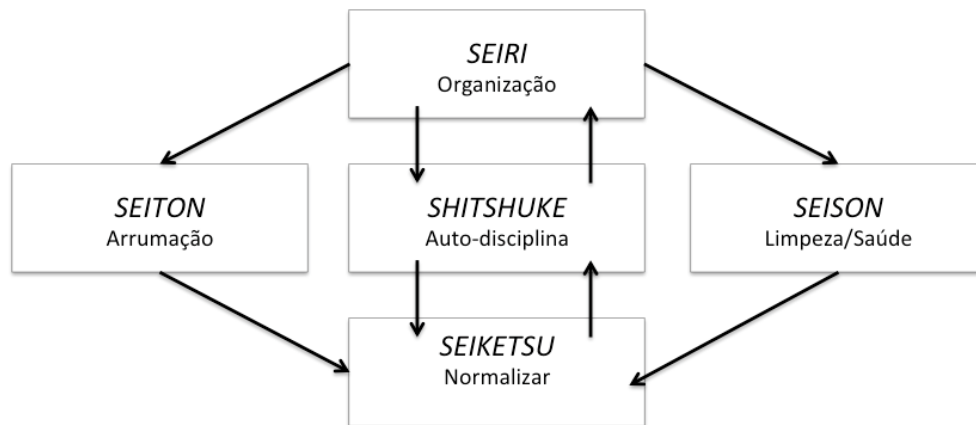 SEIRI
Organização
SEITON
Arrumação
SHITSHUKE
Auto-disciplina
SEISON
Limpeza/Saúde
SEIKETSU
Normalizar